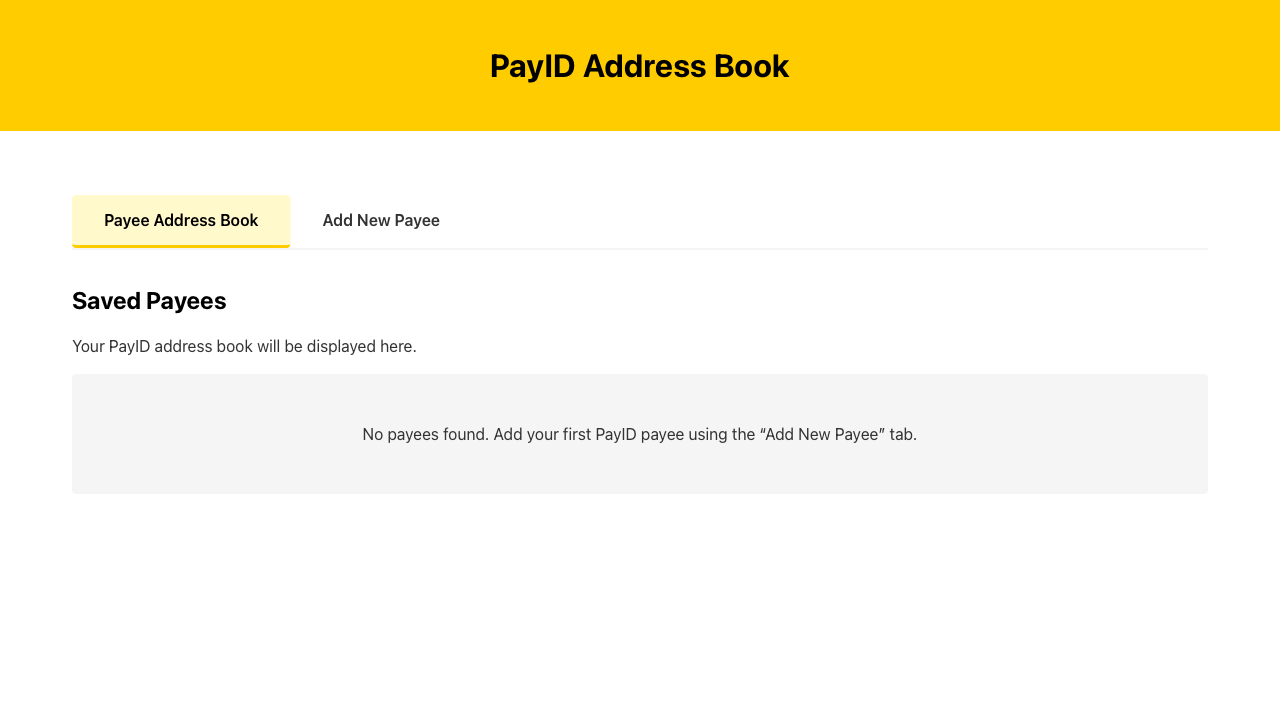 PayID Address Book
Payee Address Book
Add New Payee
Saved Payees
Your PayID address book will be displayed here.
No payees found. Add your first PayID payee using the “Add New Payee” tab.